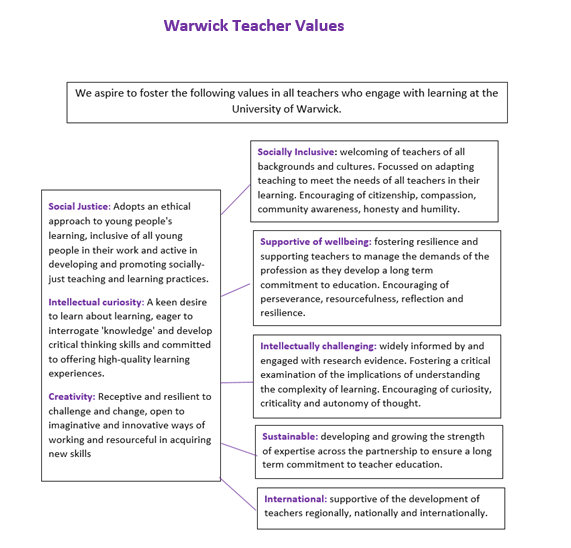 Warwick Teacher Values
We aspire to foster the following values in all teachers who engage with learning at the
University of Warwick.
Social Justice: Adopts an ethical
approach to young people's
learning, inclusive of all young
people in their work and active in
developing and promoting socially-
just teaching and learning practices.
Intellectual curiosity: A keen desire
to learn about learning, eager to
interrogate 'knowledge' and develop
critical thinking skills and committed
to offering high-quality learning
experiences.
Creativity: Receptive and resilient to
challenge and change, open to
imaginative and innovative ways of
working and resourceful in acquiring
new skills
Socially Inclusive: welcoming of teachers of all
backgrounds and cultures. Focussed on adapting
teaching to meet the needs of all teachers in their
learning. Encouraging of citizenship, compassion,
community awareness, honesty and humility.
Supportive of wellbeing: fostering resilience and
supporting teachers to manage the demands of the
profession as they develop a long term
commitment to education. Encouraging of
perseverance, resourcefulness, reflection and
resilience.
Intellectually challenging: widely informed by and
engaged with research evidence. Fostering a critical
examination of the implications of understanding
the complexity of learning. Encouraging of curiosity,
criticality and autonomy of thought.
Sustainable: developing and growing the strength
of expertise across the partnership to ensure a long
term commitment to teacher education.
International: supportive of the development of
teachers regionally, nationally and internationally.